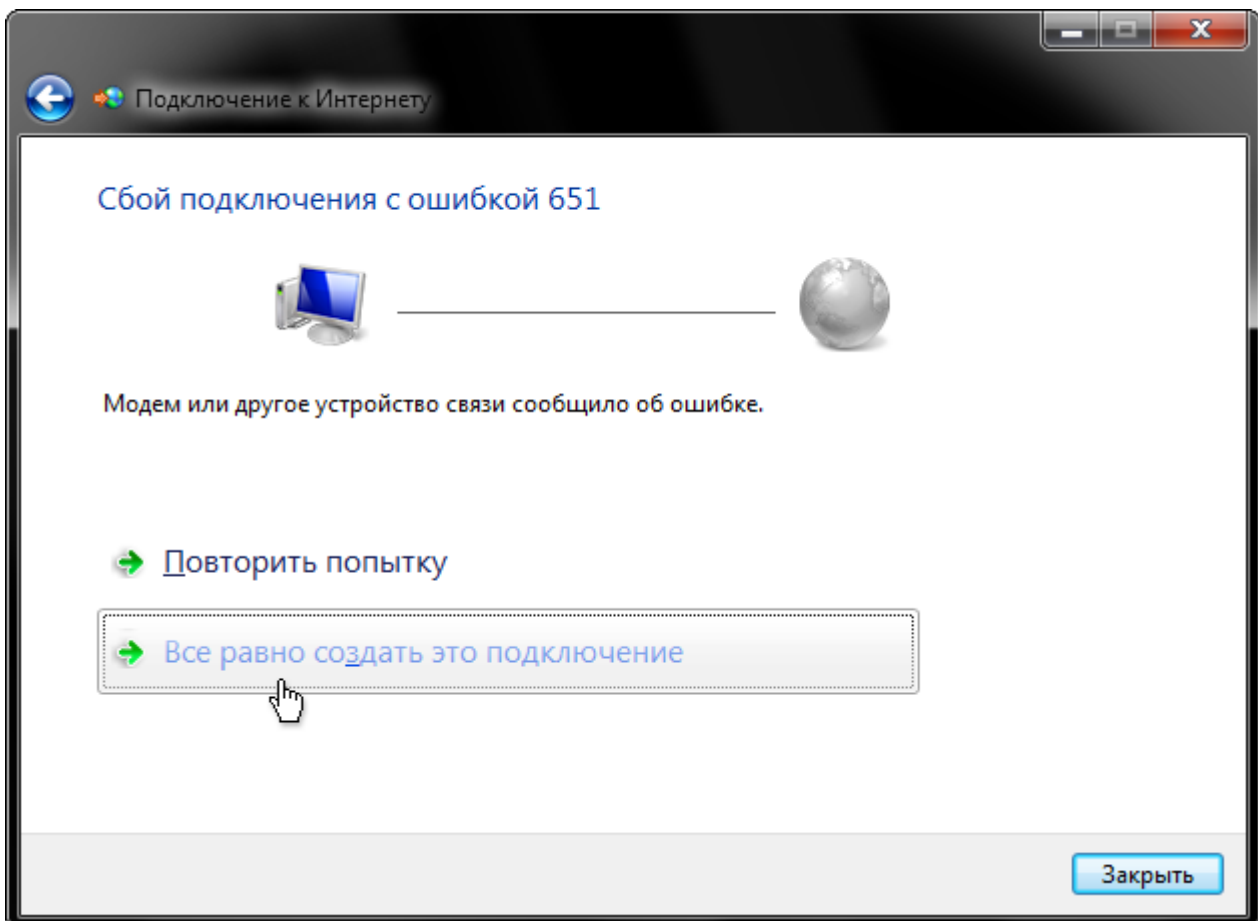 Подключение к Интернету
Сбой подключения с ошибкой 651
Модем или другое устройство связи сообщило об ошибке.
Повторить попытку
Все равно создать это подключение
Закрыть